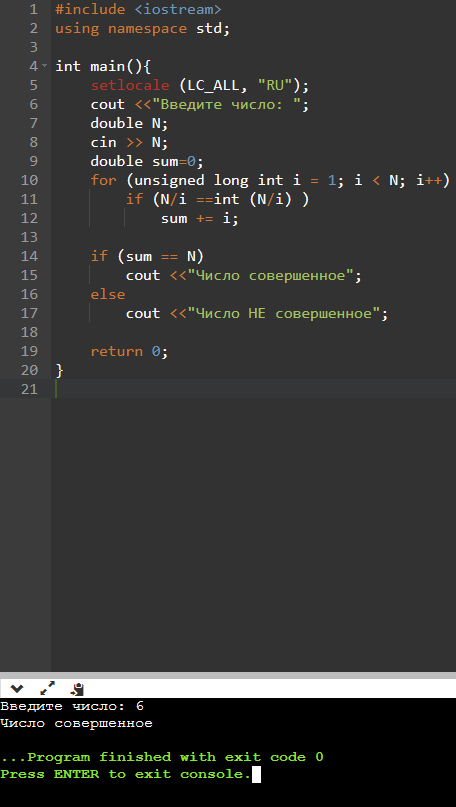 1 #include <iostream>
2 using namespace std;
3
4 int main(){
5 setlocale (LC_ALL, "RU");
6 cout <<"Введите число: ";
7 double N;
8 cin >> N;
9 double sum=0;
10 for (unsigned long int i = 1; i < N; i++)
11 if (N/i ==int (N/i) )
12 sum += i;
13
14 if (sum == N)
15 cout <<"Число совершенное";
16 else
17 cout <<"Число НЕ совершенное";
18
19 return 0;
20 }
21
Введите число: 6
Число совершенное
...Program finished with exit code 0
Press ENTER to exit console.